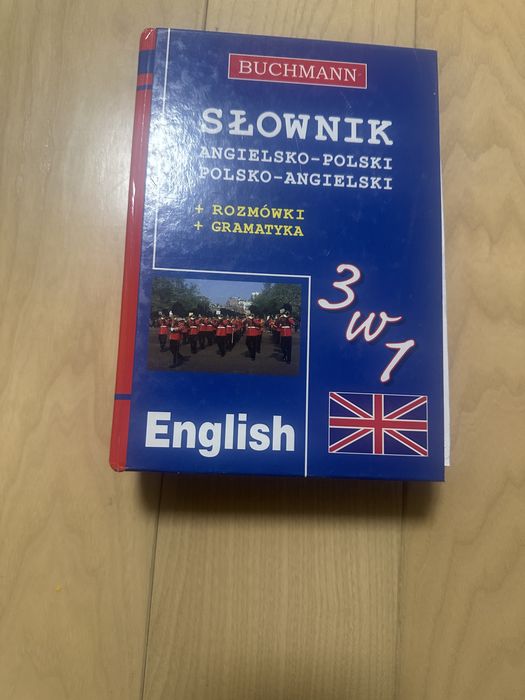 BUCHMANN
SŁOWNIK
ANGIELSKO-POLSKI
POLSKO-ANGIELSKI
+ ROZMÓWKI
+ GRAMATYKA
3 w 1
English